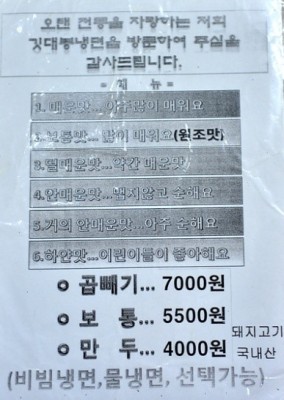 오랜 전통을 자랑하는 저희
깃대봉냉면을 방문하여 주심을
감사드립니다.
= 메 뉴 =
1.매운맛...아주많이 매워요
2.보통맛...많이 매워요(원조맛)
3.덜매운맛...약간 매운맛
4.안매운맛...맵지않고 순해요
5.거의 안매운맛...아주 순해요
6.하얀맛...어린이들이 좋아해요
곱빼기... 7000원
보 통... 5500원
만 두... 4000원 돼지고기 국내산
(비빔냉면,물냉면, 선택가능)